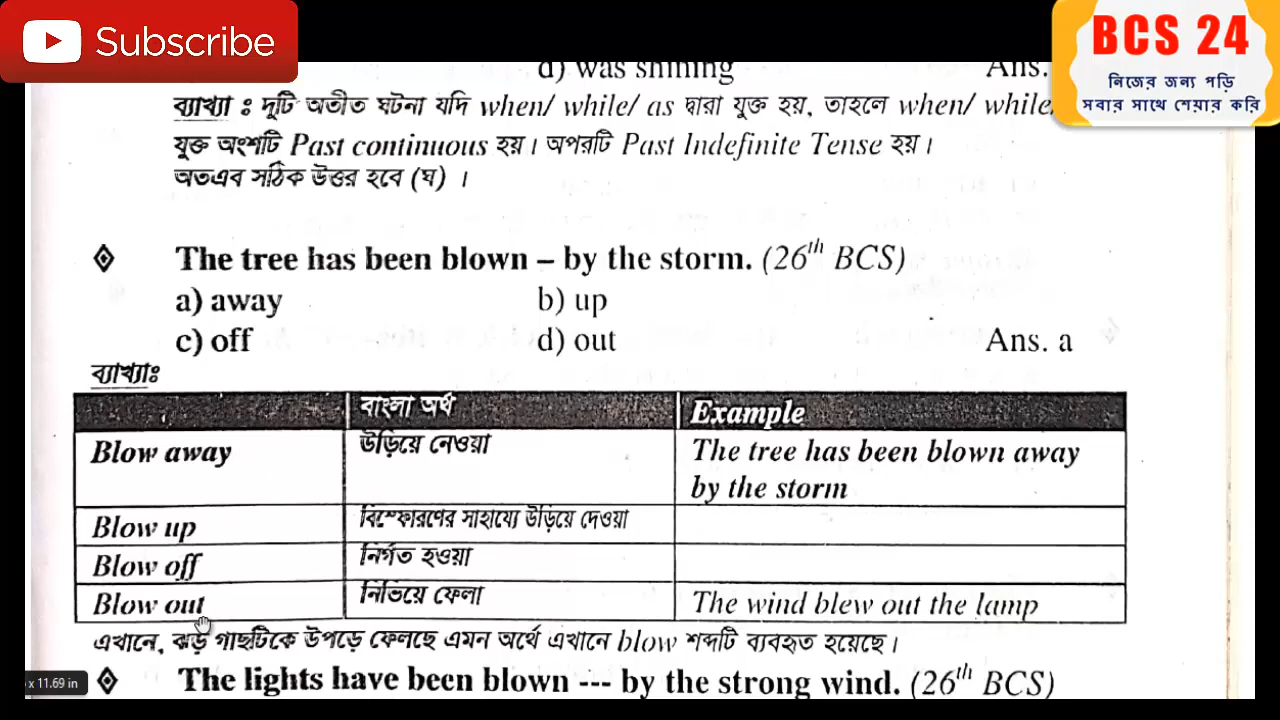 Subscribe
BCS 24
নিজের জন্য পড়ি
সবার সাথে শেয়ার করি
d) was shining Ans.
ব্যাখ্যা ঃ দুটি অতীত ঘটনা যদি when/ while/ as দ্বারা যুক্ত হয়, তাহলে when/ while/
যুক্ত অংশটি Past continuous হয়। অপরটি Past Indefinite Tense হয়।
অতএব সঠিক উত্তর হবে (ঘ) ।
The tree has been blown – by the storm. (26th BCS)
a) away b) up
c) off d) out Ans. a
ব্যাখ্যাঃ
বাংলা অর্থ Example
Blow away উড়িয়ে নেওয়া The tree has been blown away
by the storm
Blow up বিস্ফোরণের সাহায্যে উড়িয়ে দেওয়া
Blow off নির্গত হওয়া
Blow out নিভিয়ে ফেলা The wind blew out the lamp
এখানে, ঝড় গাছটিকে উপড়ে ফেলছে এমন অর্থে এখানে blow শব্দটি ব্যবহৃত হয়েছে।
x 11.69 in
The lights have been blown --- by the strong wind. (26th BCS)